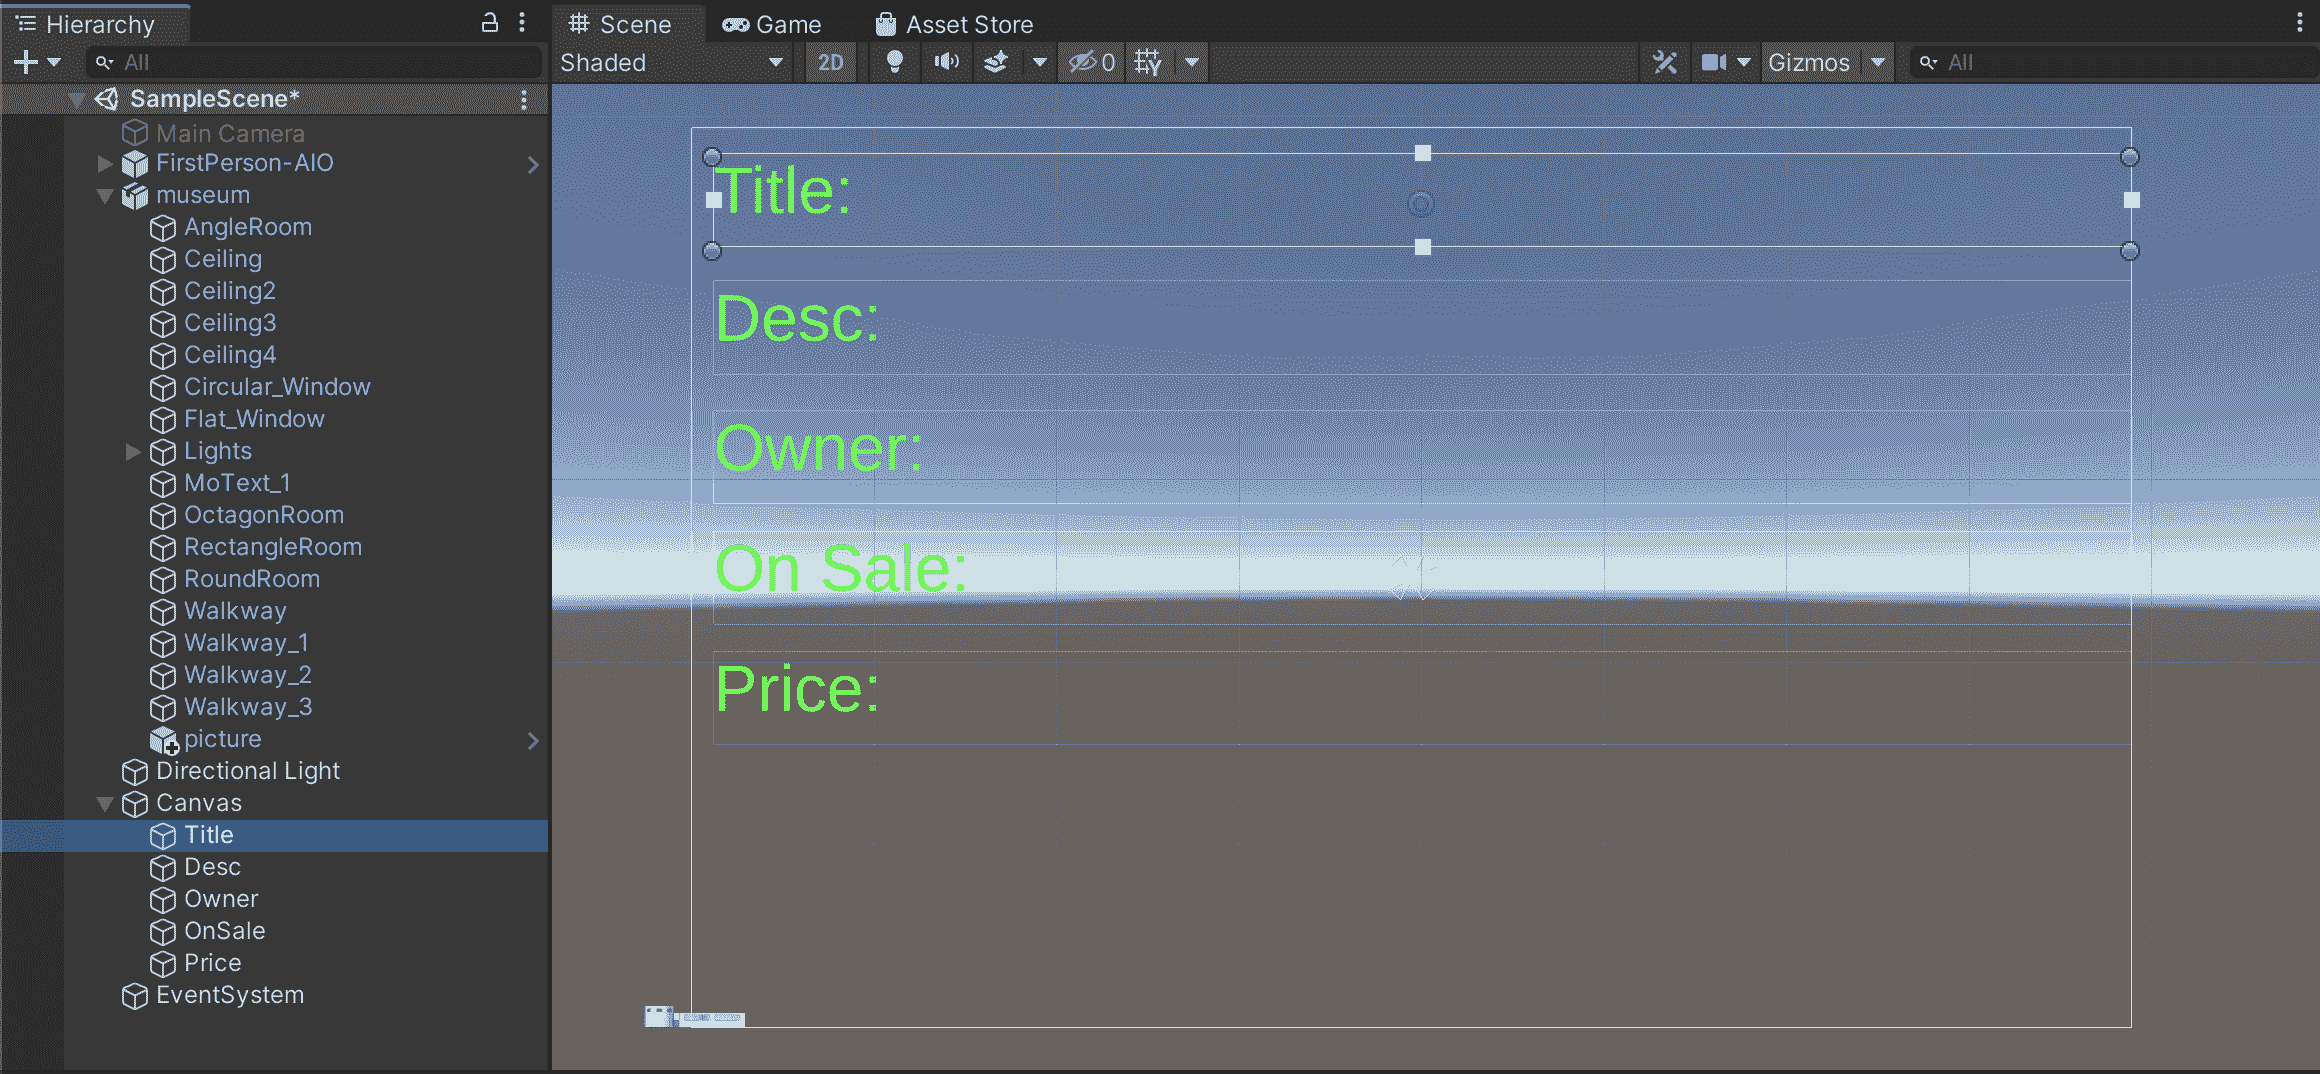 Hierarchy
All
SampleScene*
Main Camera
FirstPerson-AIO
museum
AngleRoom
Ceiling
Ceiling2
Ceiling3
Ceiling4
Circular_Window
Flat_Window
Lights
MoText_1
OctagonRoom
RectangleRoom
RoundRoom
Walkway
Walkway_1
Walkway_2
Walkway_3
picture
Directional Light
Canvas
Title
Desc
Owner
OnSale
Price
EventSystem
Scene Game Asset Store
Shaded 2D 0 Gizmos All
Title:
Desc:
Owner:
On Sale:
Price: